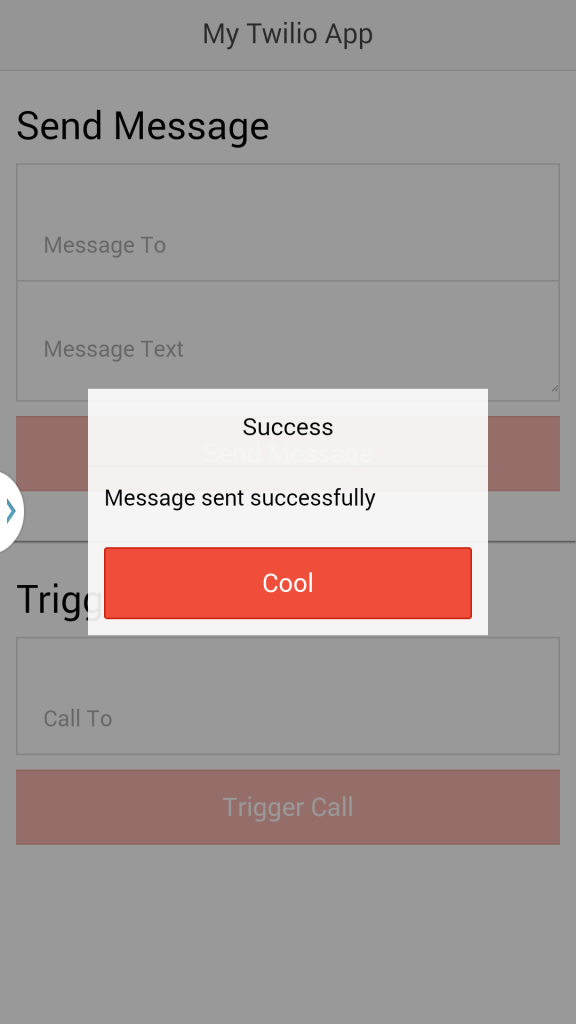 My Twilio App
Send Message
Message To
Message Text
Send Message
Success
Message sent successfully
Cool
Trigg
Call To
Trigger Call